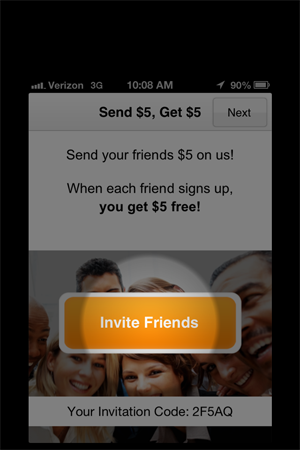 Verizon 3G 10:08 AM 90%
Send $5, Get $5 Next
Send your friends $5 on us!
When each friend signs up,
you get $5 free!
Invite Friends
Your Invitation Code: 2F5AQ